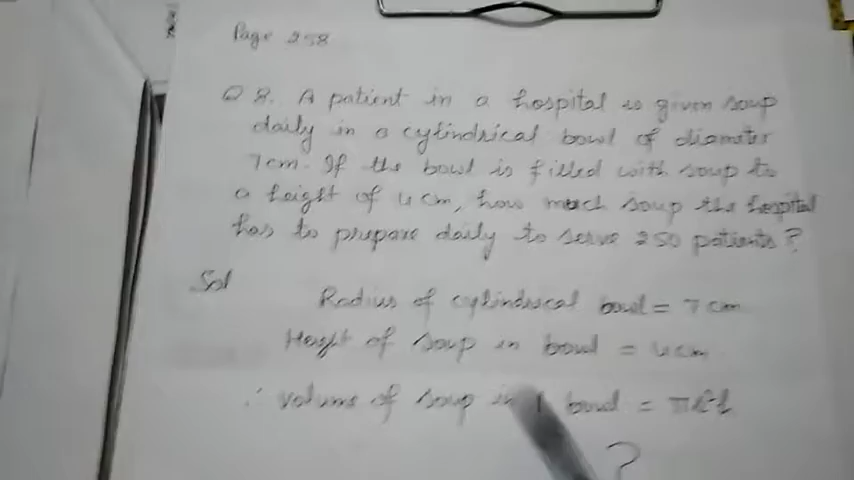 Page 258
Q 8. A patient in a hospital is given soup
daily in a cylindrical bowl of diameter
7cm. If the bowl is filled with soup to
a height of 4 cm, how much soup the hospital
has to prepare daily to serve 250 patients?
Sol
Radius of cylindrical bowl = 7 cm
Height of soup in bowl = 4 cm
∴ Volume of soup in 1 bowl = πr²h
?